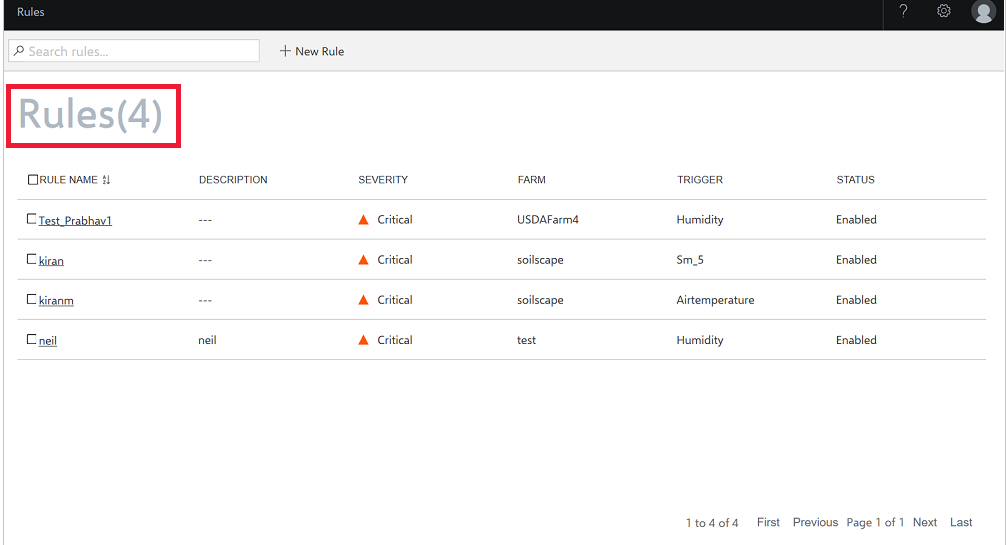 Rules ?
Search rules... + New Rule
Rules(4)
RULE NAME DESCRIPTION SEVERITY FARM TRIGGER STATUS
Test_Prabhav1 --- Critical USDAFarm4 Humidity Enabled
kiran --- Critical soilscape Sm_5 Enabled
kiranm --- Critical soilscape Airtemperature Enabled
neil neil Critical test Humidity Enabled
1 to 4 of 4 First Previous Page 1 of 1 Next Last